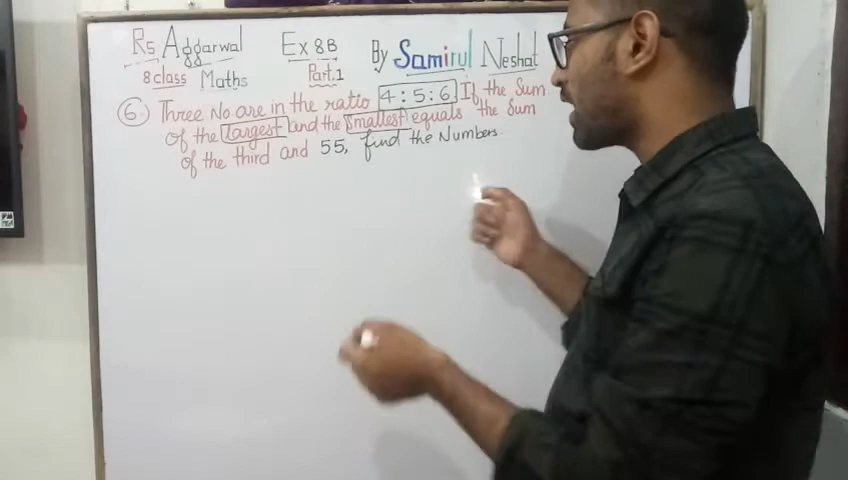 Rs Aggarwal Ex 8B By Samirul Neshat
8 class Maths Part.1
6. Three No are in the ratio 4:5:6 If the Sum
of the largest and the smallest equals the Sum
of the third and 55, find the Numbers.